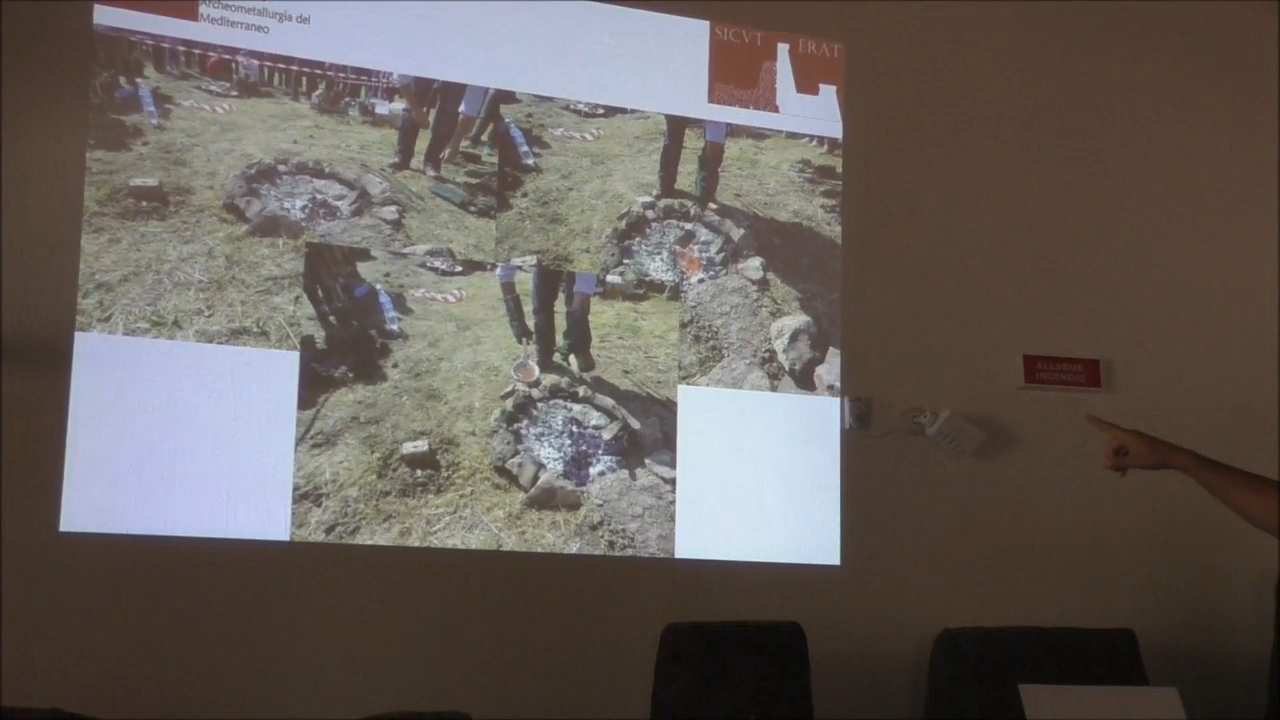 Archeometallurgia del
Mediterraneo
SICVT ERAT
ALLARME
INCENDIO